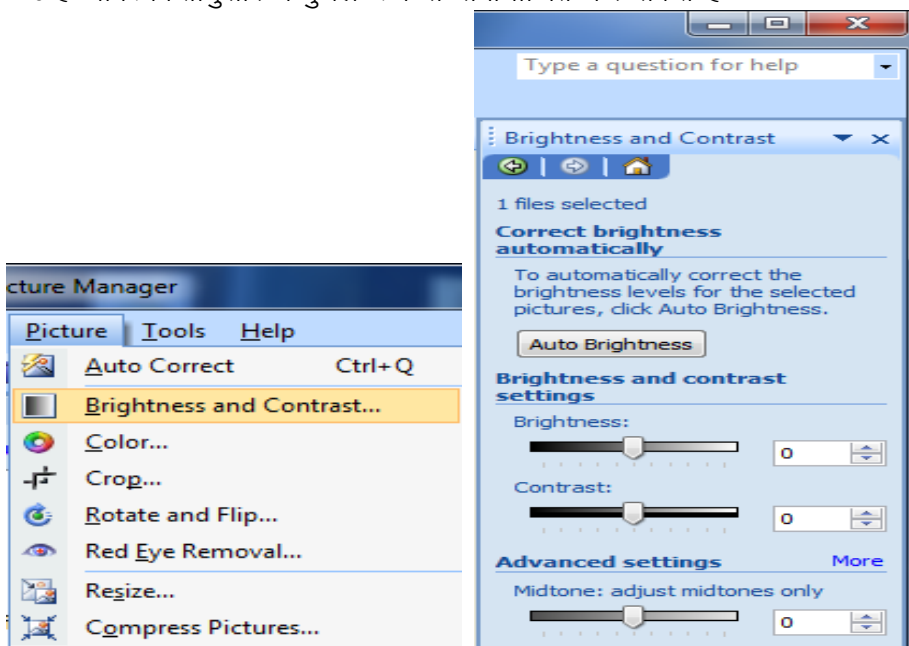 cture Manager
Picture Tools Help
Auto Correct Ctrl+Q
Brightness and Contrast...
Color...
Crop...
Rotate and Flip...
Red Eye Removal...
Resize...
Compress Pictures...
Type a question for help
Brightness and Contrast
1 files selected
Correct brightness
automatically
To automatically correct the
brightness levels for the selected
pictures, click Auto Brightness.
Auto Brightness
Brightness and contrast
settings
Brightness:
0
Contrast:
0
Advanced settings More
Midtone: adjust midtones only
0